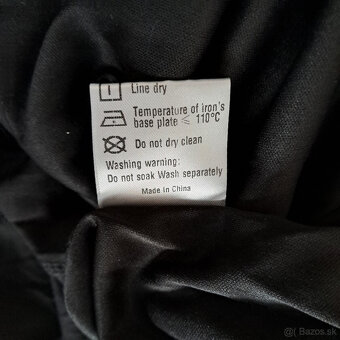 Line dry
Temperature of iron's
base plate ≤ 110°C
Do not dry clean
Washing warning:
Do not soak Wash separately
Made in China
© Bazos.sk